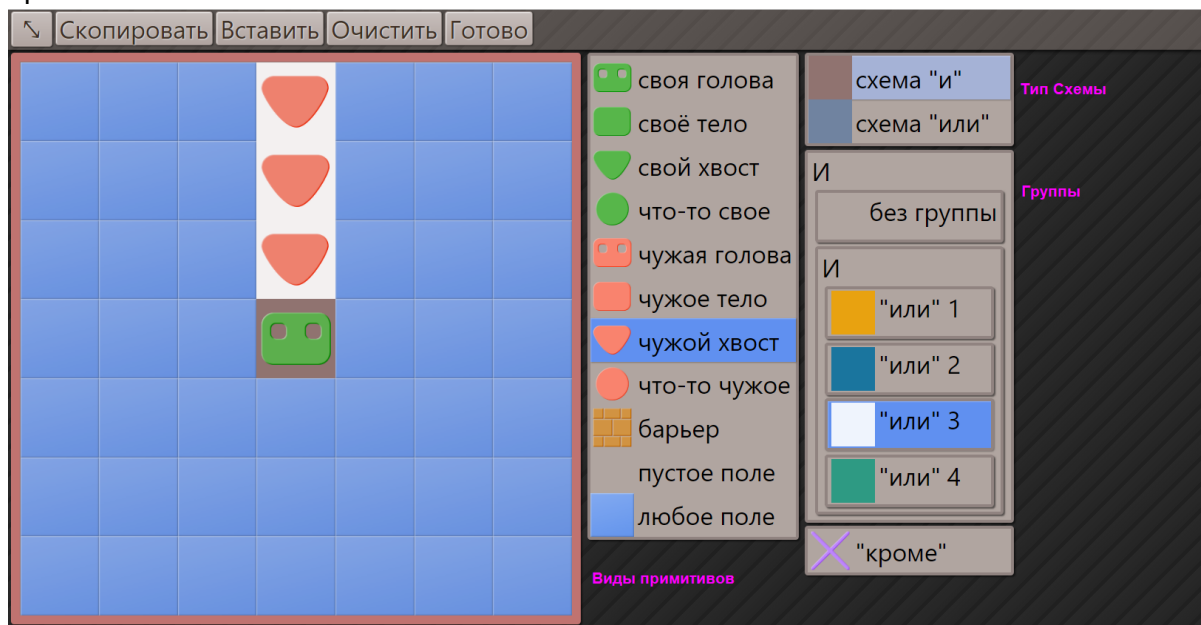 Скопировать Вставить Очистить Готово
своя голова
своё тело
свой хвост
что-то свое
чужая голова
чужое тело
чужой хвост
что-то чужое
барьер
пустое поле
любое поле
Виды примитивов
схема "и"
схема "или"
Тип Схемы
И
без группы
И
"или" 1
"или" 2
"или" 3
"или" 4
Группы
"кроме"